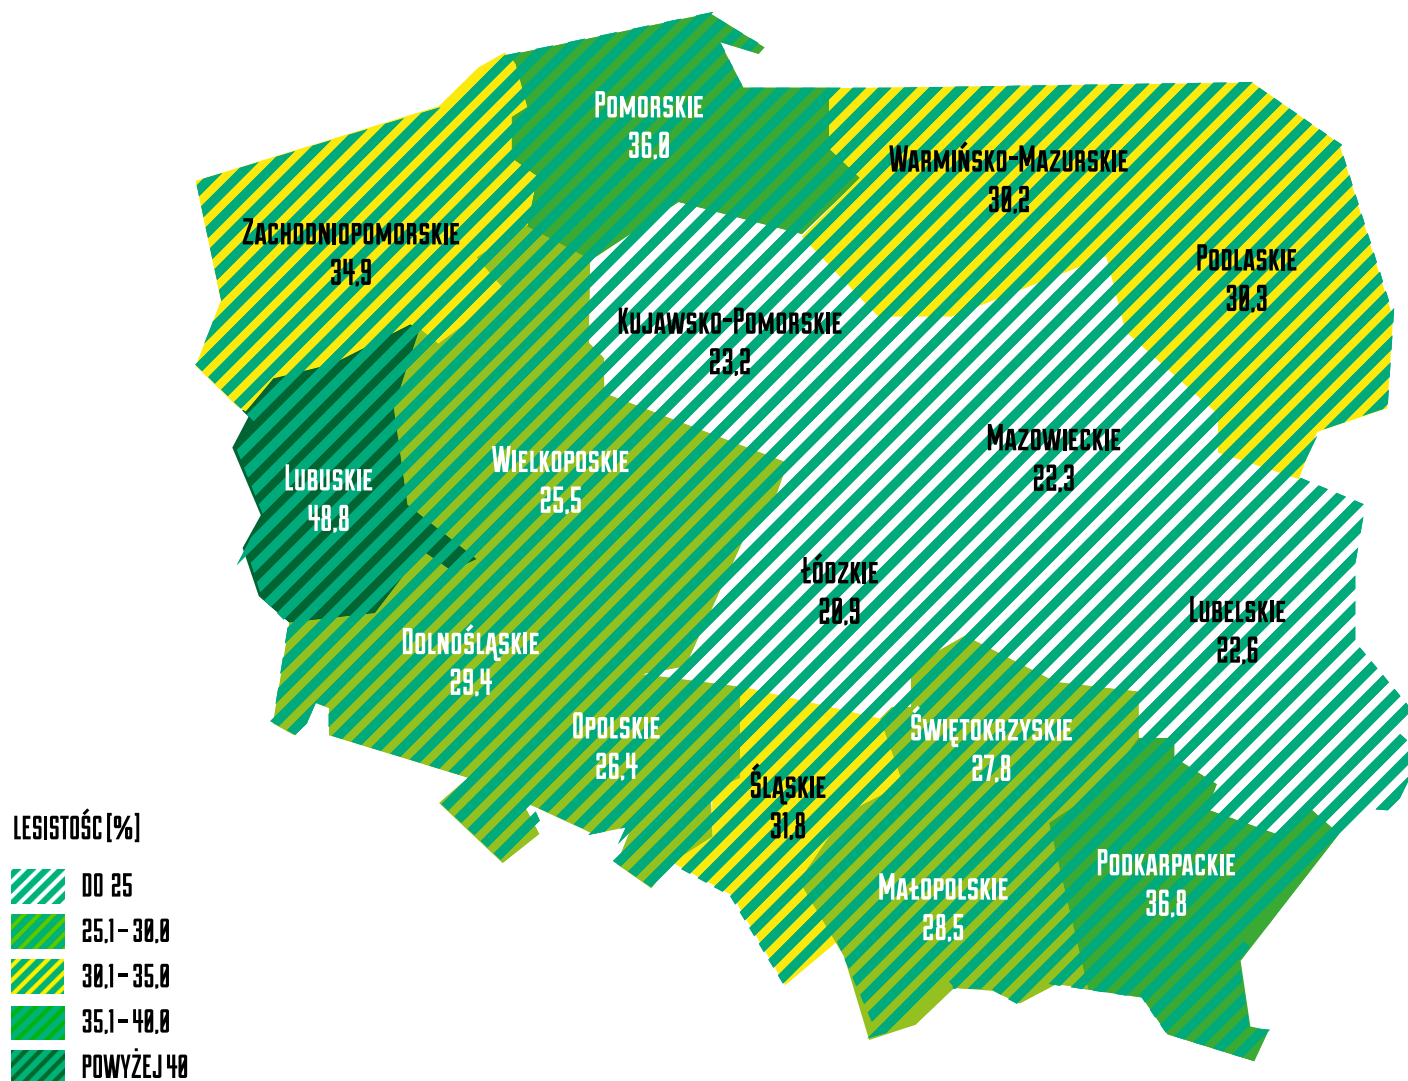 Pomorskie
36,0
Warmińsko-Mazurskie
30,2
Zachodniopomorskie
34,9
Podlaskie
30,3
Kujawsko-Pomorskie
23,2
Mazowieckie
22,3
Wielkoposkie
25,5
Lubuskie
48,8
Łódzkie
20,9
Lubelskie
22,6
Dolnośląskie
29,4
Opolskie
26,4
Świętokrzyskie
27,8
Śląskie
31,8
Podkarpackie
36,8
Małopolskie
28,5
LESISTOŚC [%]
DO 25
25,1 – 30,0
30,1 – 35,0
35,1 – 40,0
POWYŻEJ 40